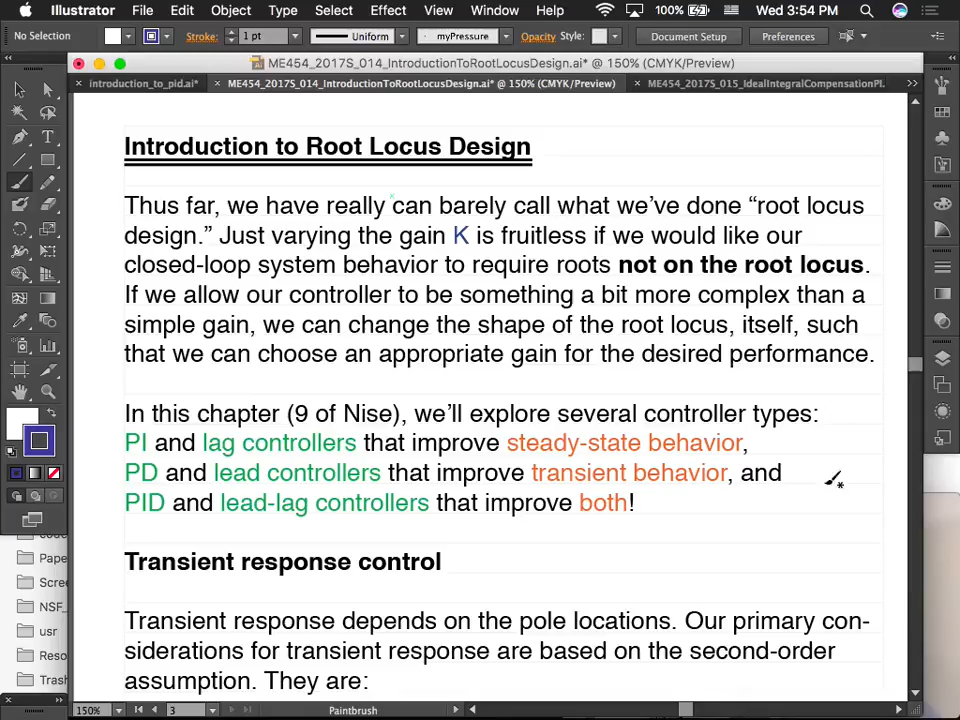 Illustrator File Edit Object Type Select Effect View Window Help 100% Wed 3:54 PM
No Selection Stroke: 1 pt Uniform myPressure Opacity Style: Document Setup Preferences
ME454_2017S_014_IntroductionToRootLocusDesign.ai* @ 150% (CMYK/Preview)
introduction_to_pid.ai* ME454_2017S_014_IntroductionToRootLocusDesign.ai* @ 150% (CMYK/Preview) ME454_2017S_015_IdealIntegralCompensationPI.
Introduction to Root Locus Design
Thus far, we have really can barely call what we’ve done “root locus
design.” Just varying the gain K is fruitless if we would like our
closed-loop system behavior to require roots not on the root locus.
If we allow our controller to be something a bit more complex than a
simple gain, we can change the shape of the root locus, itself, such
that we can choose an appropriate gain for the desired performance.
In this chapter (9 of Nise), we’ll explore several controller types:
PI and lag controllers that improve steady-state behavior,
PD and lead controllers that improve transient behavior, and
PID and lead-lag controllers that improve both!
Transient response control
Transient response depends on the pole locations. Our primary con-
siderations for transient response are based on the second-order
assumption. They are:
Pape
Scree
NSF_
usr
Reso
Trash
150% 3 Paintbrush